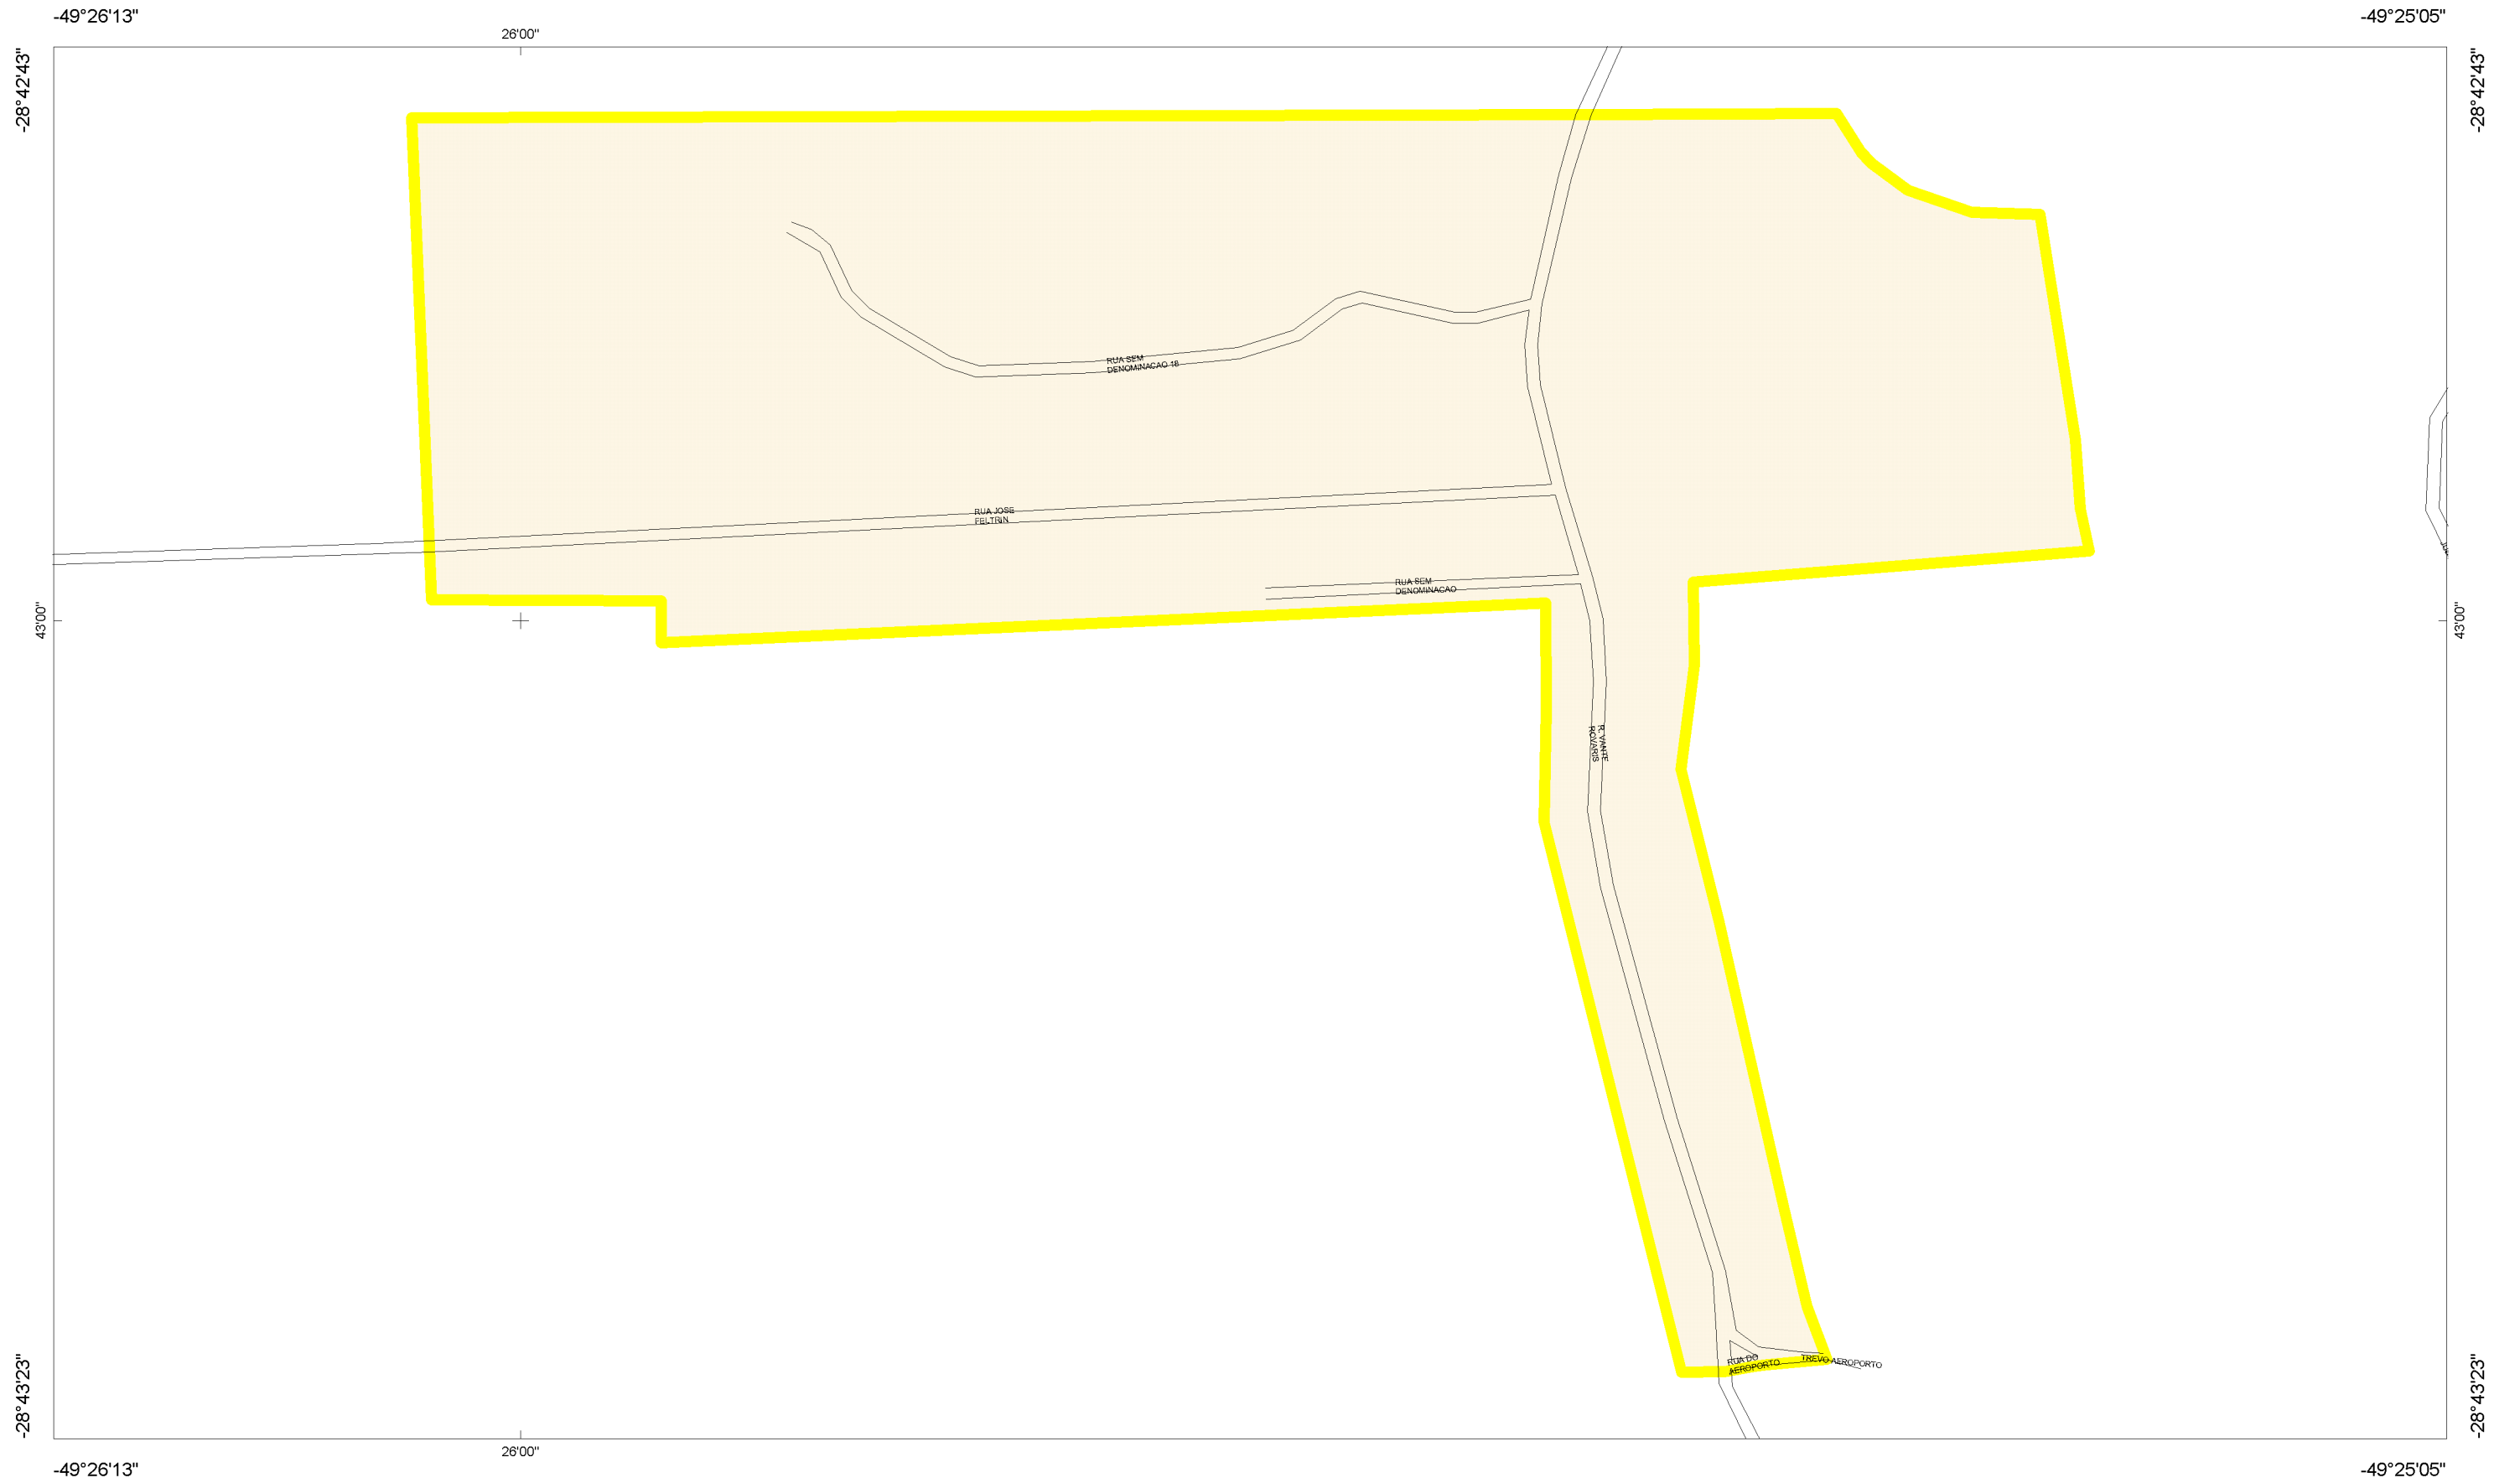 -49°26'13"
-49°25'05"
26'00"
-28°42'43"
-28°42'43"
RUA SEM
DENOMINACAO 18
RUA JOSE
FELTRIN
RUA SEM
DENOMINACAO
43'00"
43'00"
R. VANTE
ROVARIS
RUA DO
AEROPORTO
TREVO AEROPORTO
-28°43'23"
-28°43'23"
26'00"
-49°26'13"
-49°25'05"